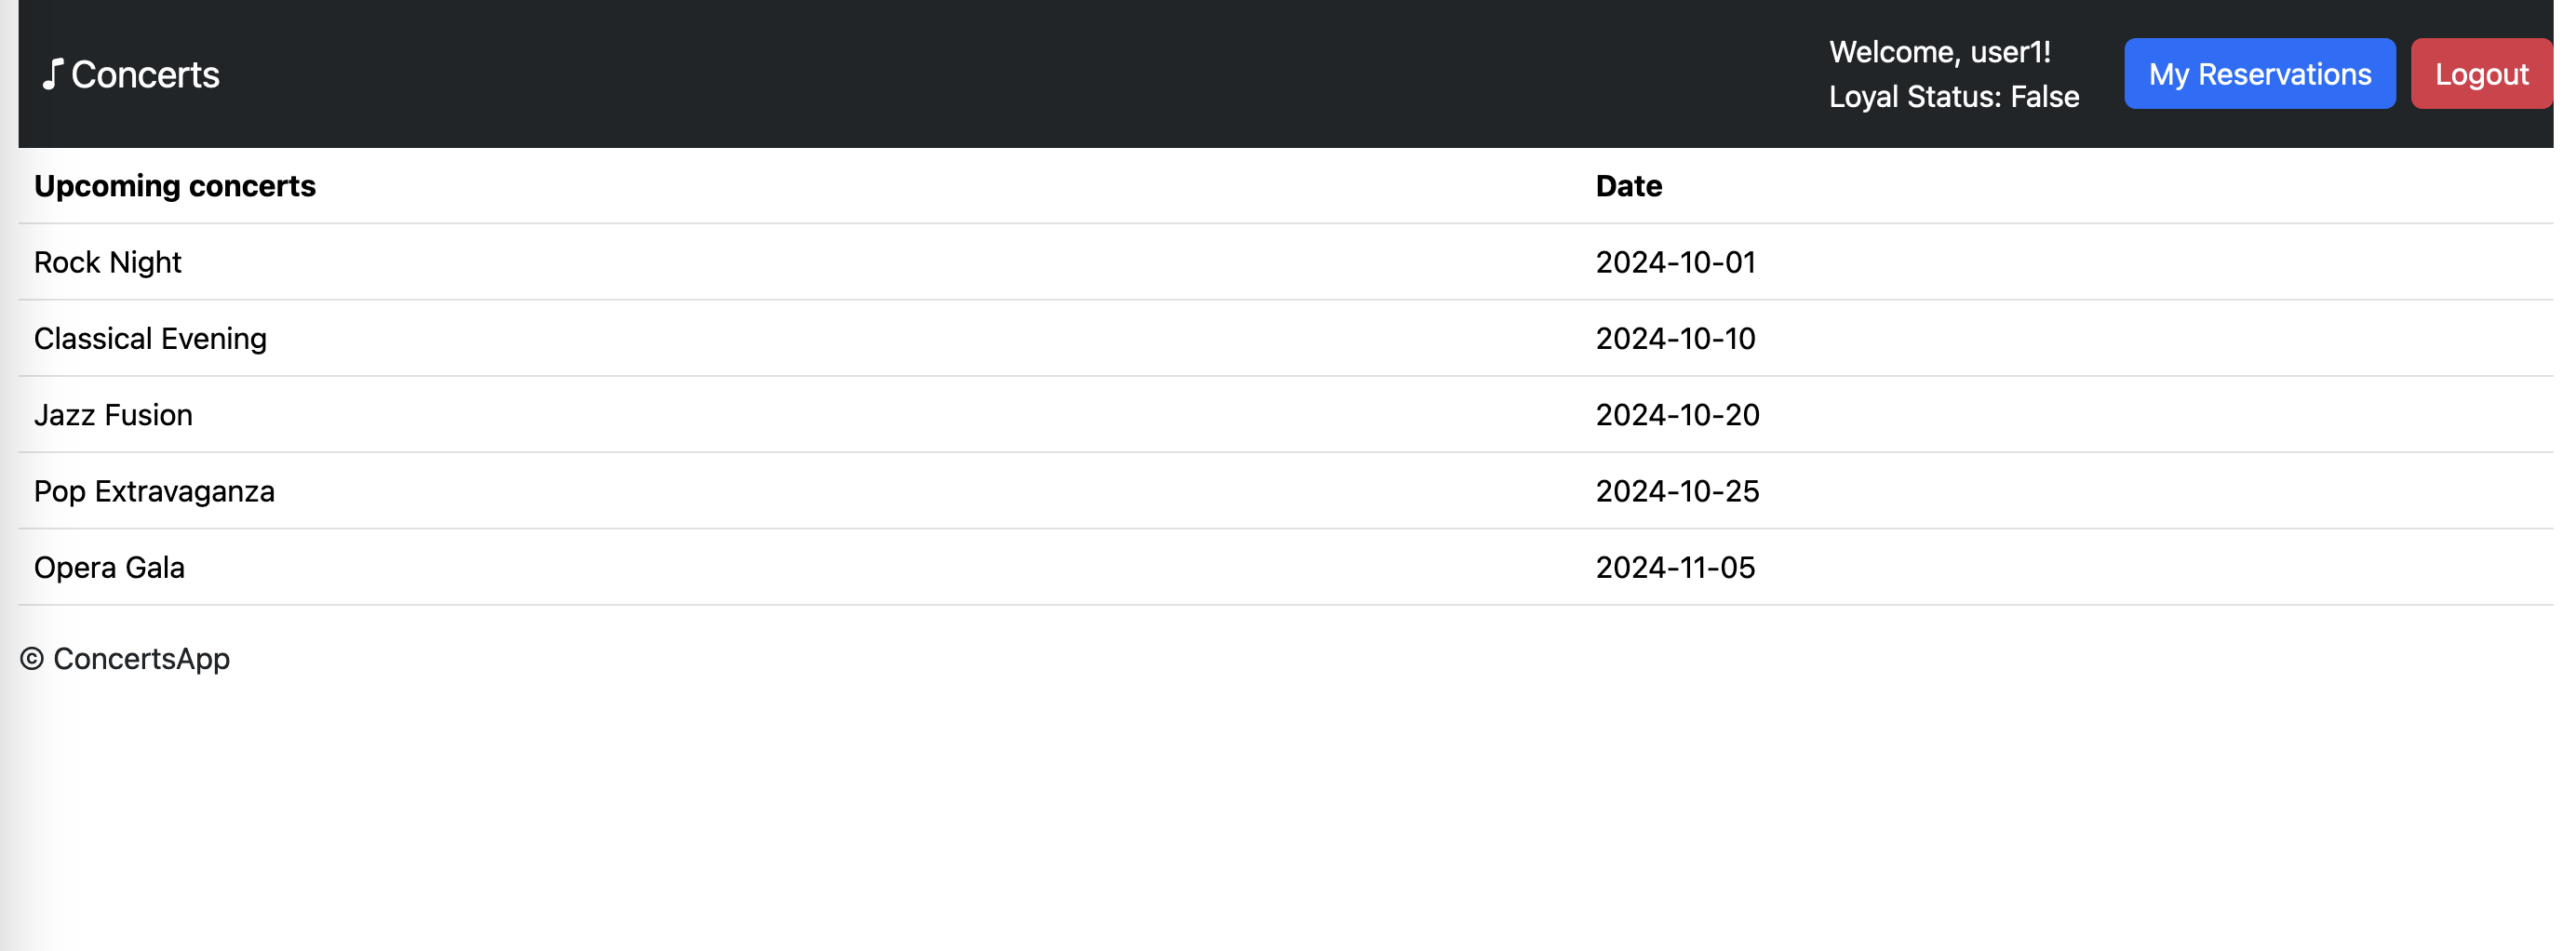 Concerts
Welcome, user1!
Loyal Status: False
My Reservations
Logout
Upcoming concerts Date
Rock Night 2024-10-01
Classical Evening 2024-10-10
Jazz Fusion 2024-10-20
Pop Extravaganza 2024-10-25
Opera Gala 2024-11-05
© ConcertsApp